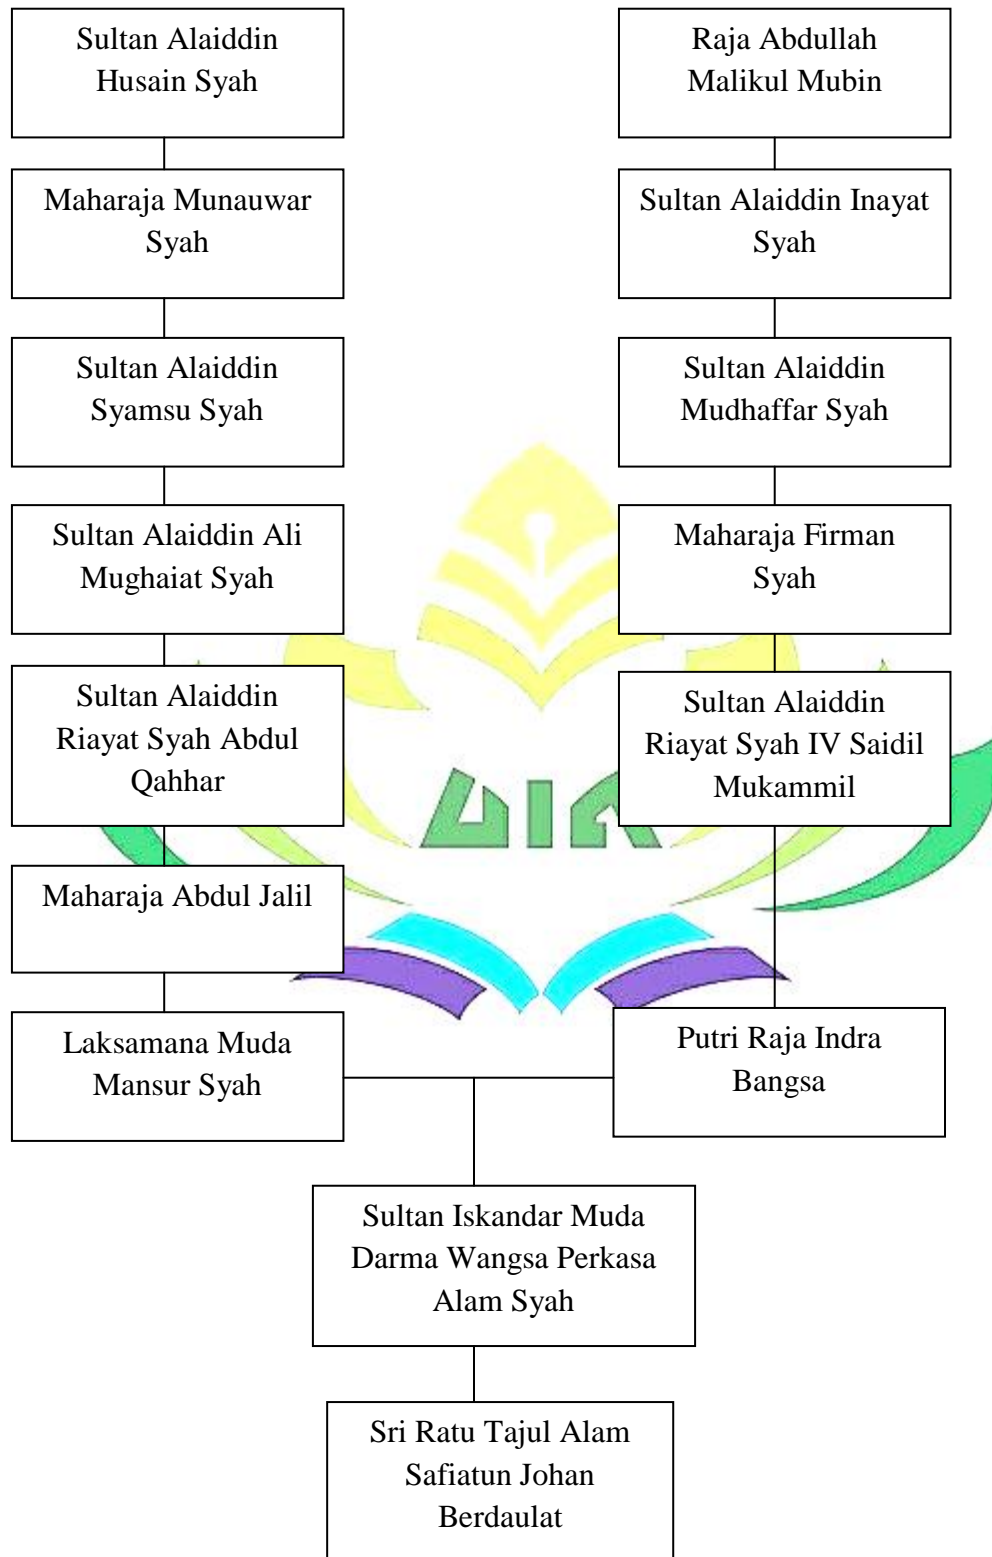 Sultan Alaiddin
Husain Syah
Maharaja Munauwar
Syah
Sultan Alaiddin
Syamsu Syah
Sultan Alaiddin Ali
Mughaiat Syah
Sultan Alaiddin
Riayat Syah Abdul
Qahhar
Maharaja Abdul Jalil
Laksamana Muda
Mansur Syah
Raja Abdullah
Malikul Mubin
Sultan Alaiddin Inayat
Syah
Sultan Alaiddin
Mudhaffar Syah
Maharaja Firman
Syah
Sultan Alaiddin
Riayat Syah IV Saidil
Mukammil
Putri Raja Indra
Bangsa
Sultan Iskandar Muda
Darma Wangsa Perkasa
Alam Syah
Sri Ratu Tajul Alam
Safiatun Johan
Berdaulat